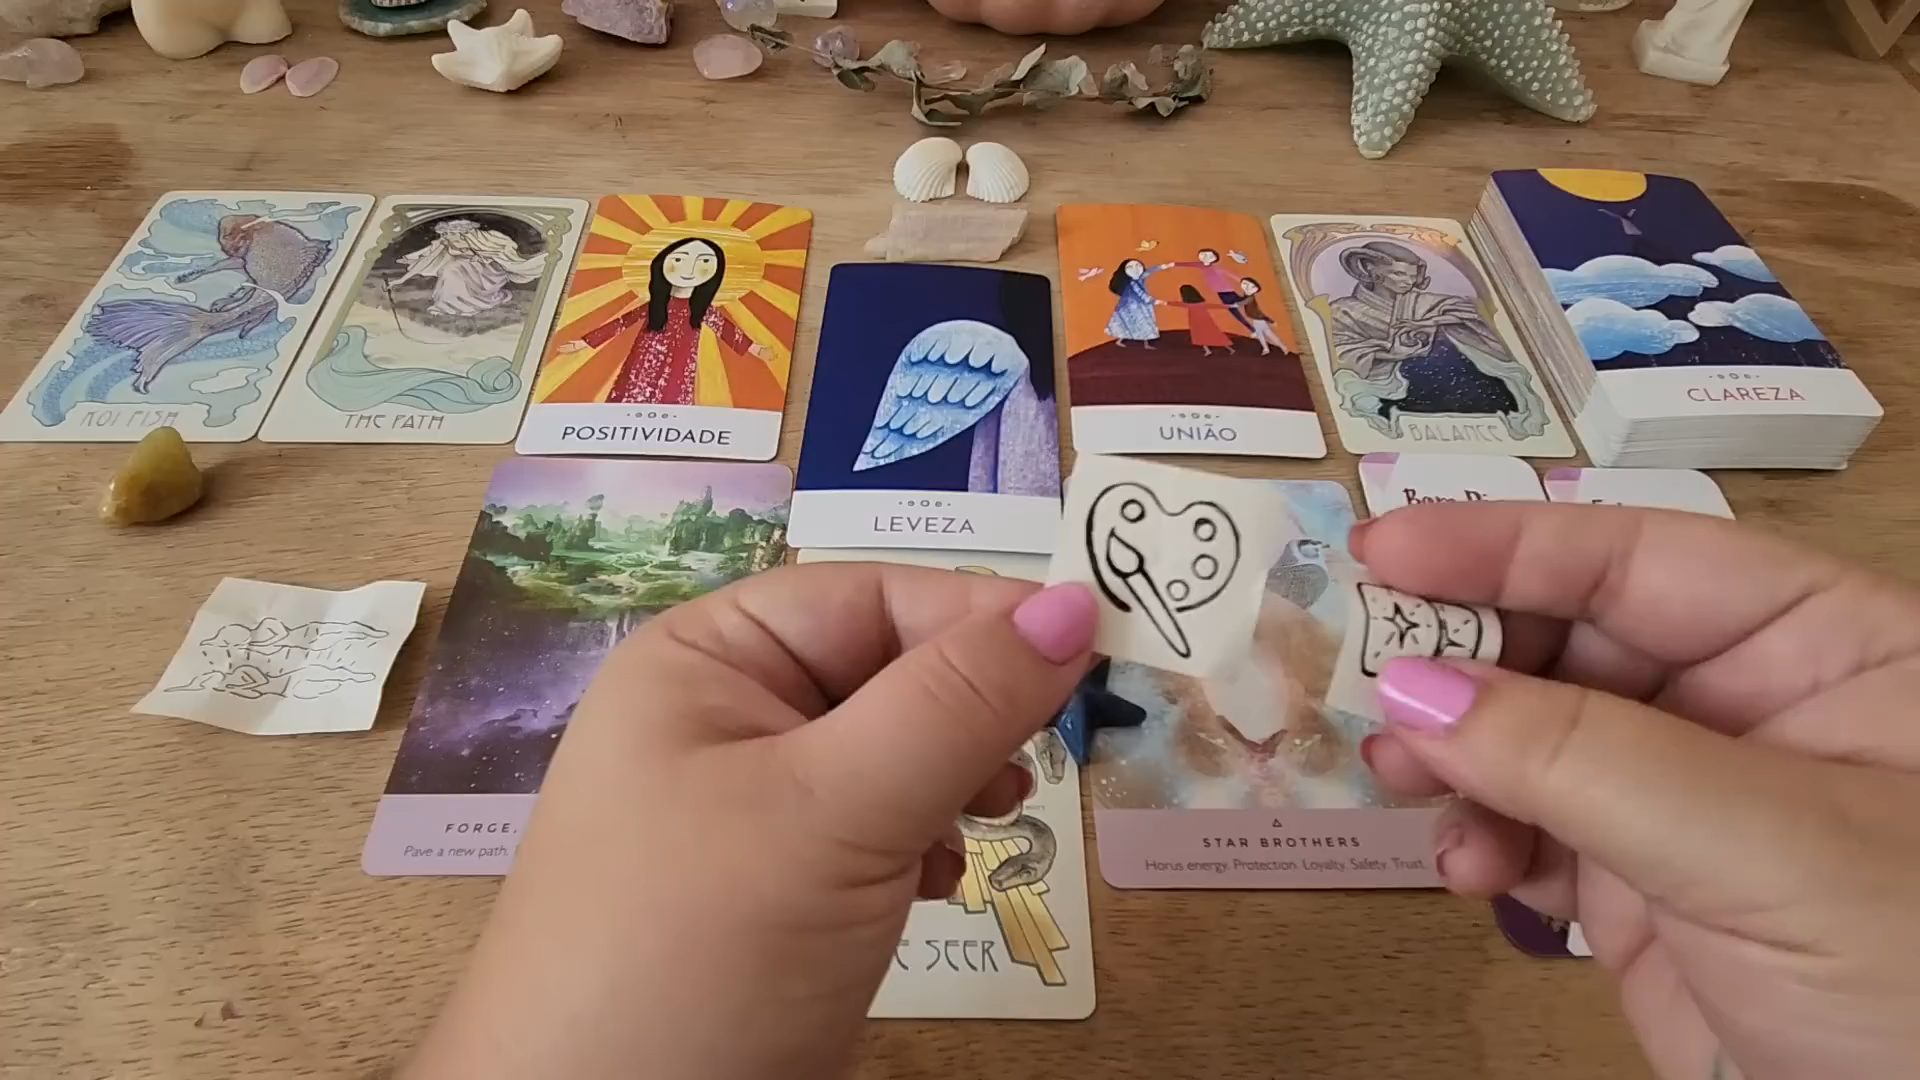 KOI FISH
THE PATH
POSITIVIDADE
LEVEZA
UNIÃO
BALANCE
CLAREZA
FORGE,
Pave a new path.
SEER
STAR BROTHERS
Horus energy. Protection. Loyalty. Safety. Trust.